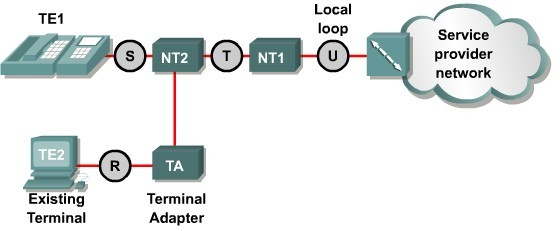 TE1
S
NT2
T
NT1
Local
loop
U
Service
provider
network
TE2
R
TA
Existing
Terminal
Terminal
Adapter